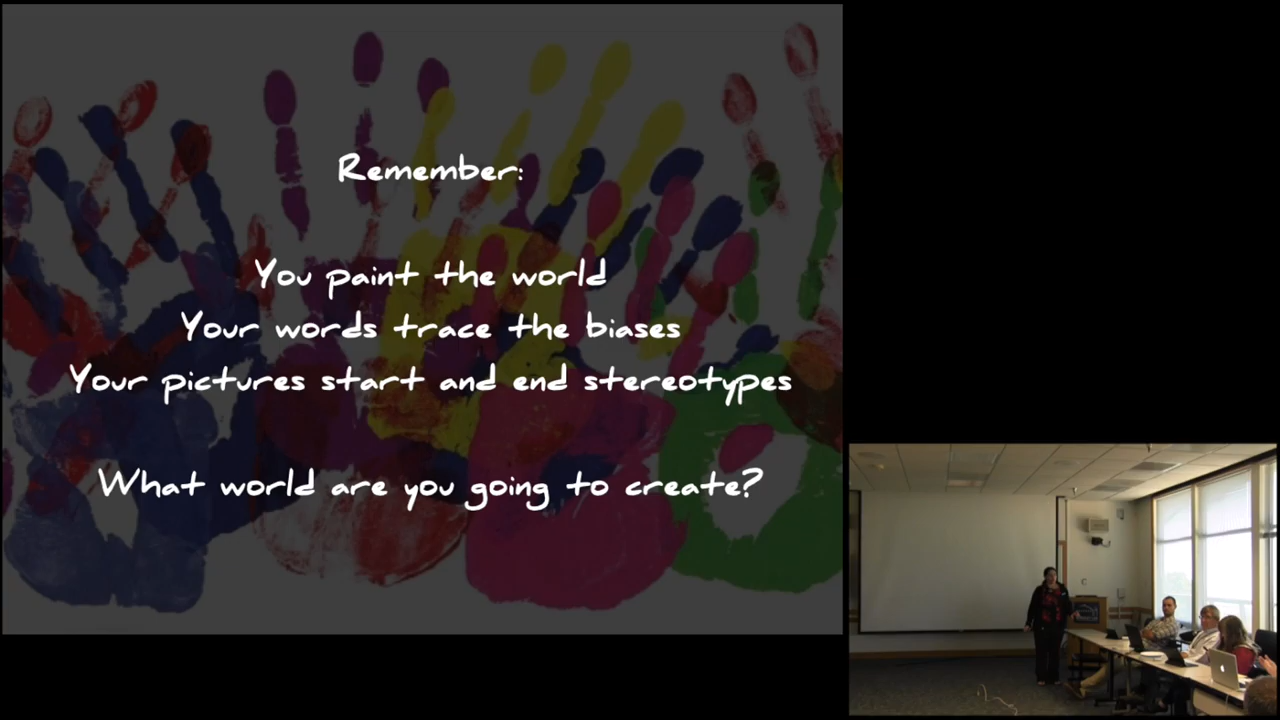 Remember:
You paint the world
Your words trace the biases
Your pictures start and end stereotypes
What world are you going to create?